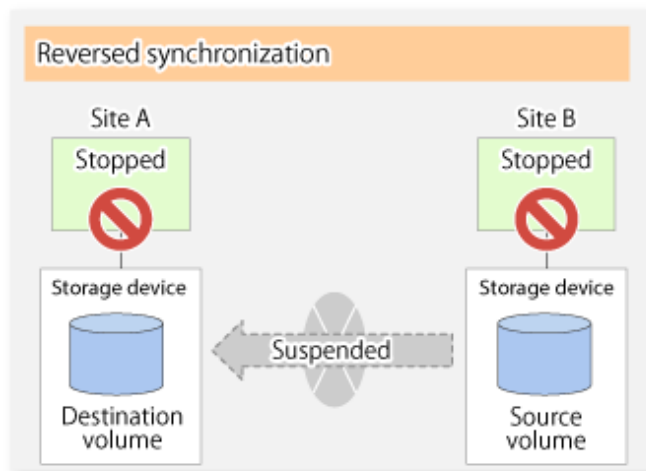 Reversed synchronization
Site A
Site B
Stopped
Stopped
Storage device
Storage device
Suspended
Destination
volume
Source
volume